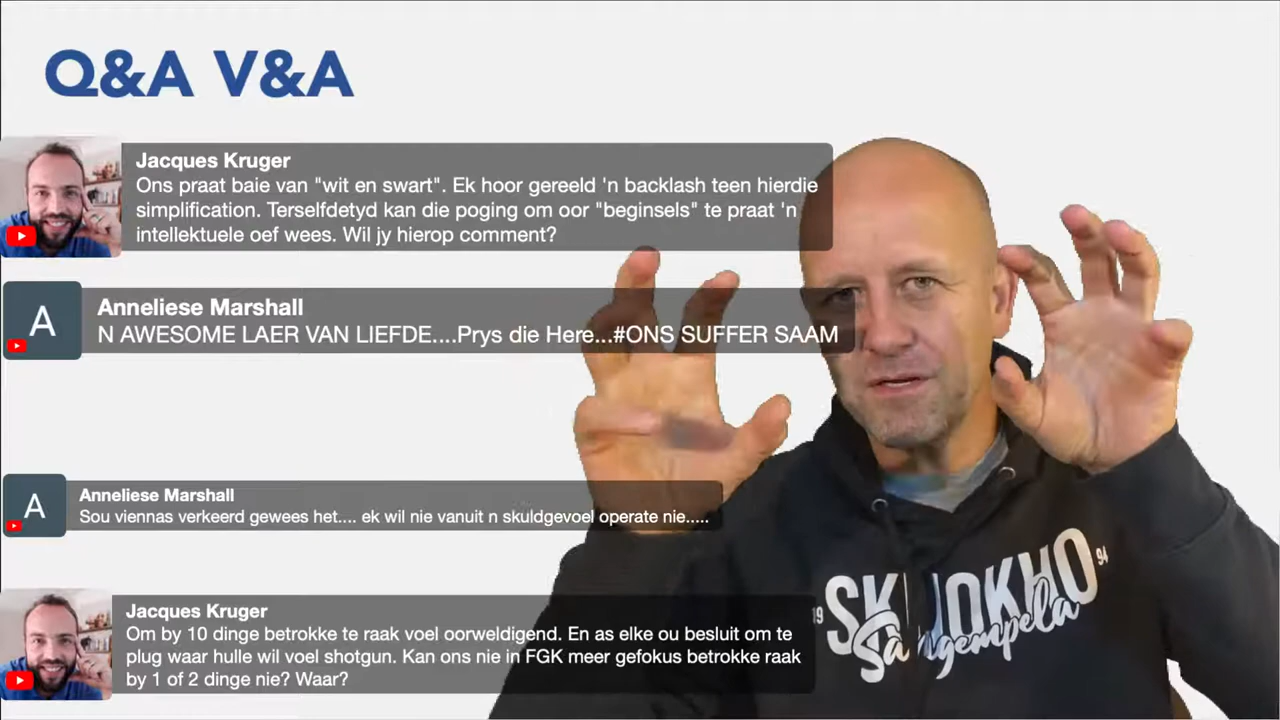 Q&A V&A
Jacques Kruger
Ons praat baie van "wit en swart". Ek hoor gereeld 'n backlash teen hierdie
simplification. Terselfdetyd kan die poging om oor "beginsels" te praat 'n
intellektuele oef wees. Wil jy hierop comment?
A
Anneliese Marshall
N AWESOME LAER VAN LIEFDE....Prys die Here...#ONS SUFFER SAAM
A
Anneliese Marshall
Sou viennas verkeerd gewees het.... ek wil nie vanuit n skuldgevoel operate nie.....
Jacques Kruger
Om by 10 dinge betrokke te raak voel oorweldigend. En as elke ou besluit om te
plug waar hulle wil voel shotgun. Kan ons nie in FGK meer gefokus betrokke raak
by 1 of 2 dinge nie? Waar?
94